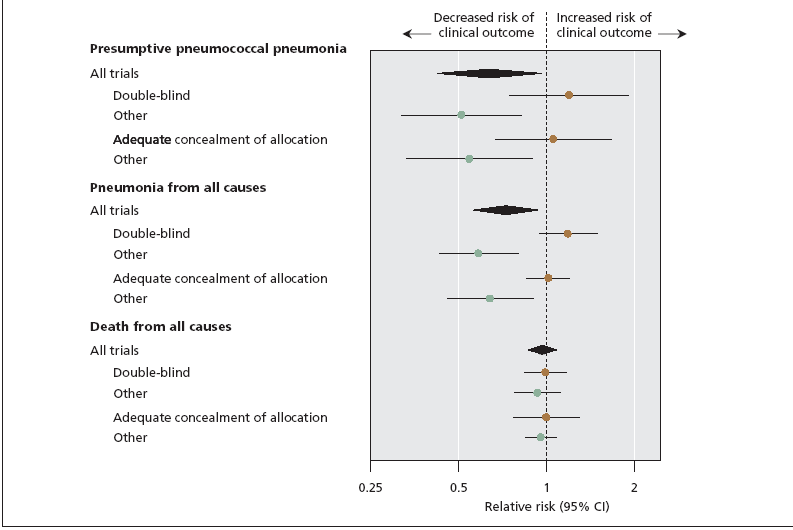 Decreased risk of
clinical outcome
Increased risk of
clinical outcome
Presumptive pneumococcal pneumonia
All trials
Double-blind
Other
Adequate concealment of allocation
Other
Pneumonia from all causes
All trials
Double-blind
Other
Adequate concealment of allocation
Other
Death from all causes
All trials
Double-blind
Other
Adequate concealment of allocation
Other
0.25 0.5 1 2
Relative risk (95% CI)